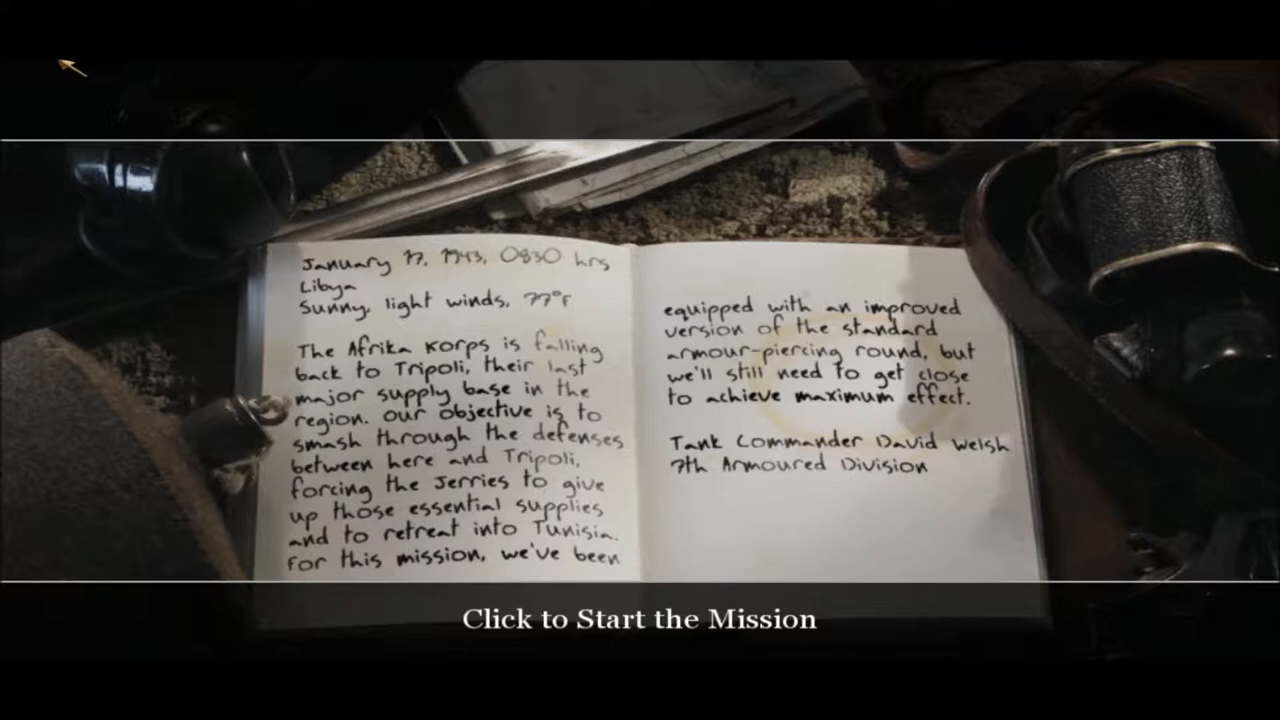 January 17, 1943, 0830 hrs
Libya
Sunny, light winds, 77°F
The Afrika Korps is falling
back to Tripoli, their last
major supply base in the
region. Our objective is to
smash through the defenses
between here and Tripoli,
forcing the Jerries to give
up those essential supplies
and to retreat into Tunisia.
For this mission, we've been
equipped with an improved
version of the standard
armour-piercing round, but
we'll still need to get close
to achieve maximum effect.
Tank Commander David Welsh
7th Armoured Division
Click to Start the Mission